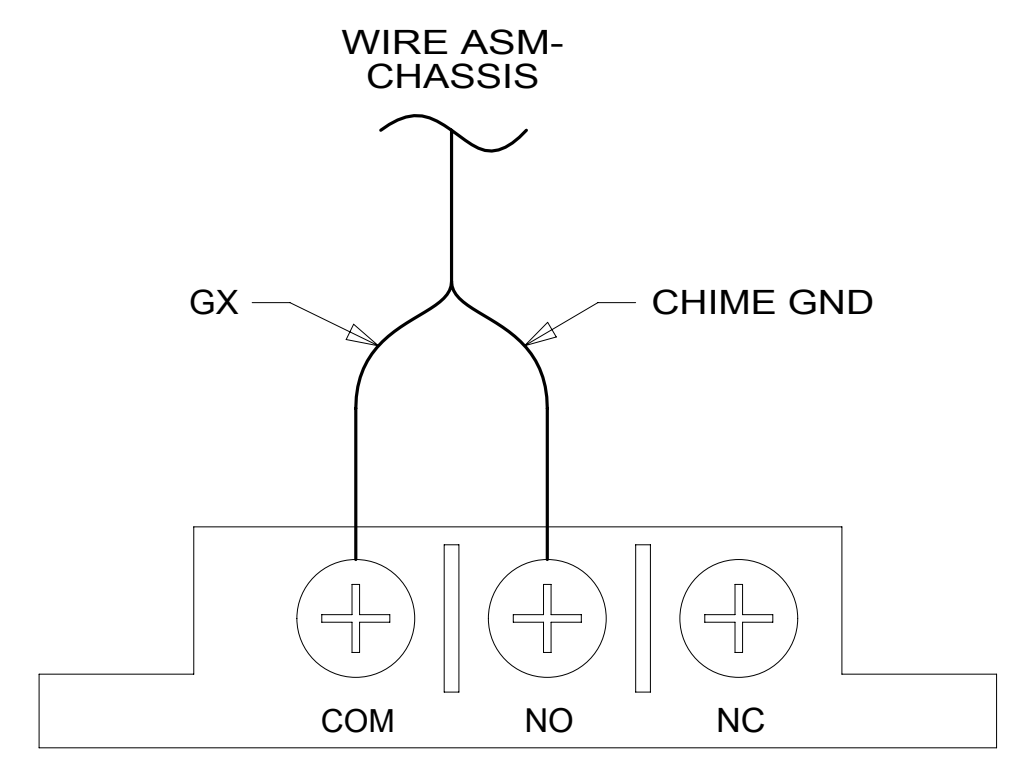 WIRE ASM-
CHASSIS
GX
CHIME GND
COM
NO
NC